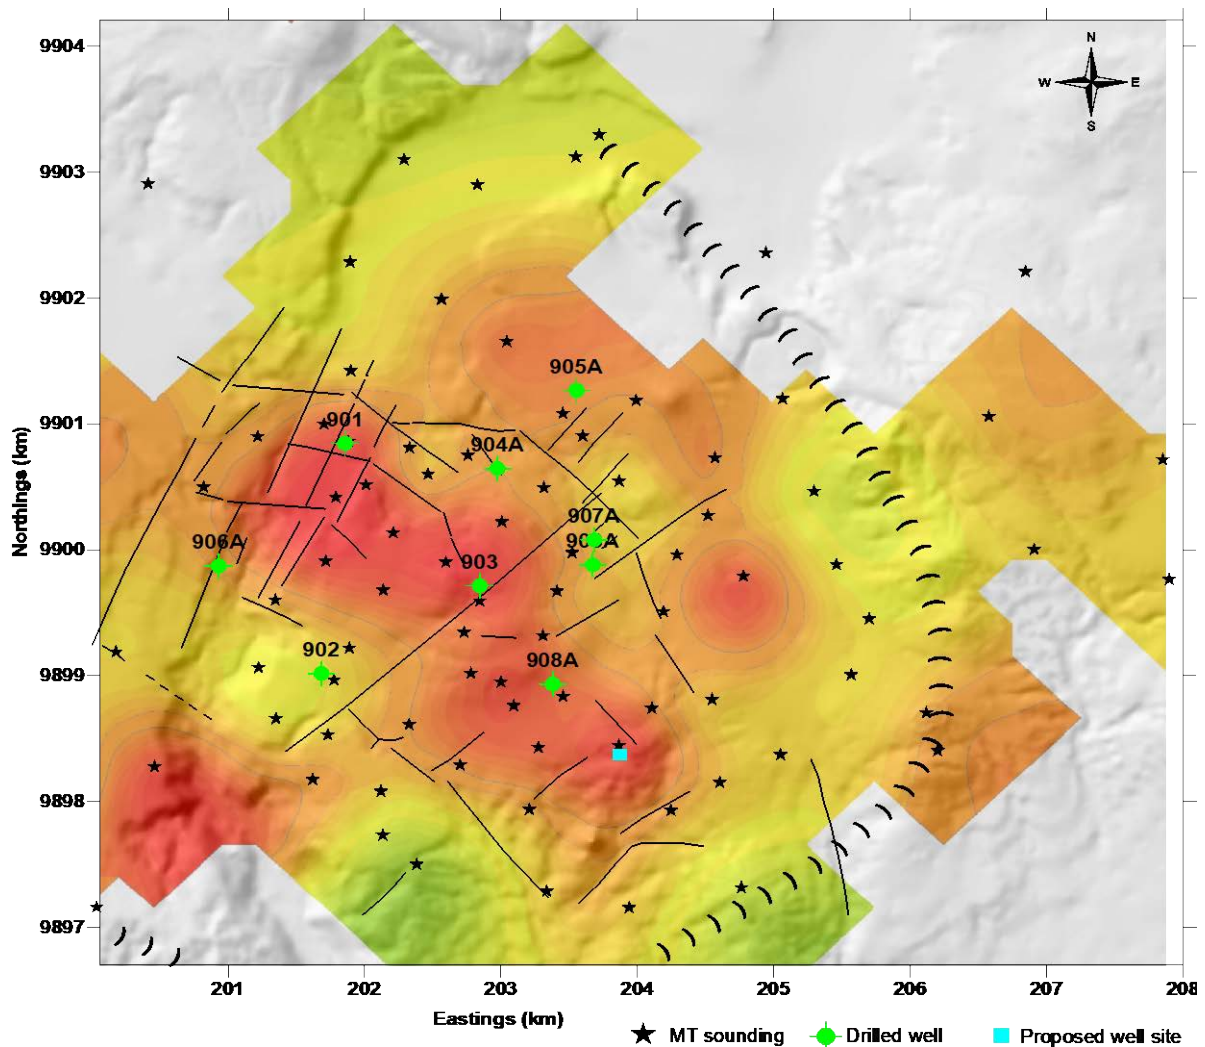 9904
N
W E
S
9903
9902
905A
9901
901
904A
Northings (km)
907A
9900
906A
903
902
9899
908A
9898
9897
201 202 203 204 205 206 207 208
Eastings (km)
MT sounding Drilled well Proposed well site